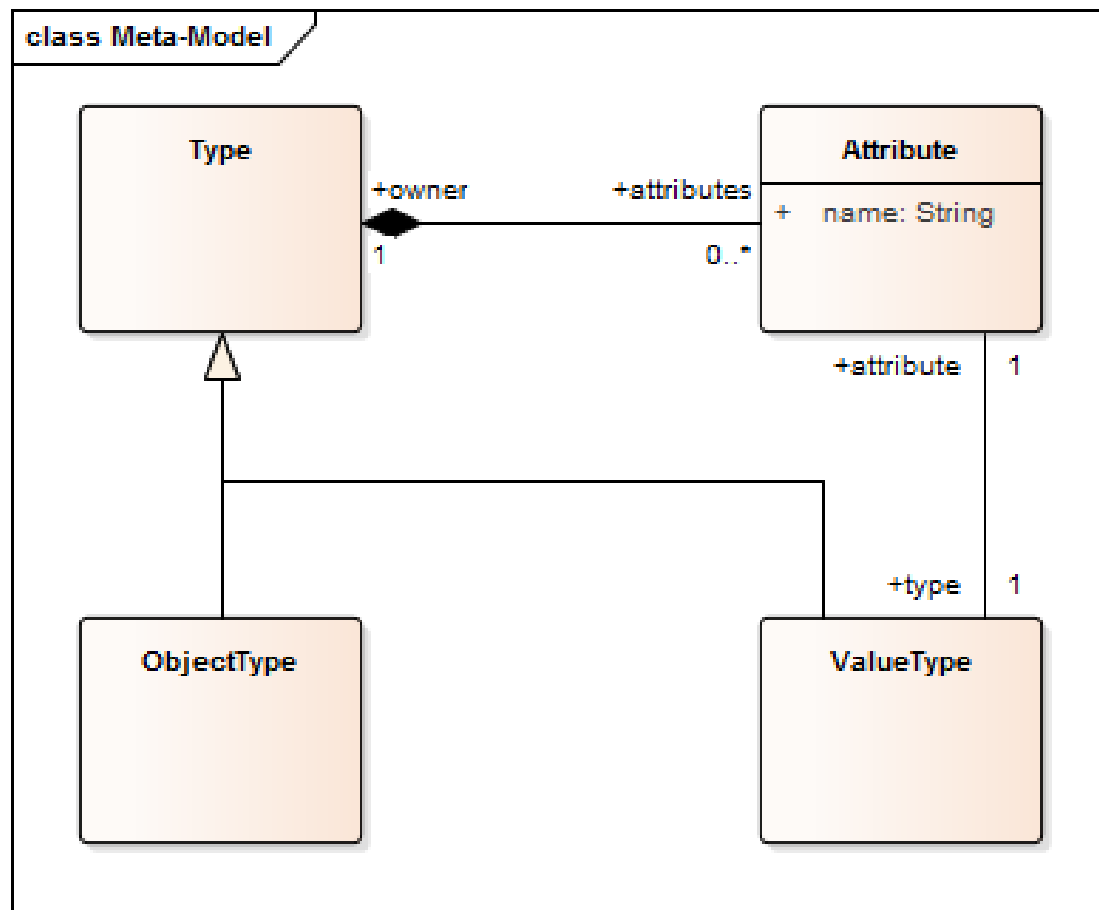 class Meta-Model
Type
Attribute
+owner
+attributes
+ name: String
1
0..*
+attribute 1
+type 1
ObjectType
ValueType